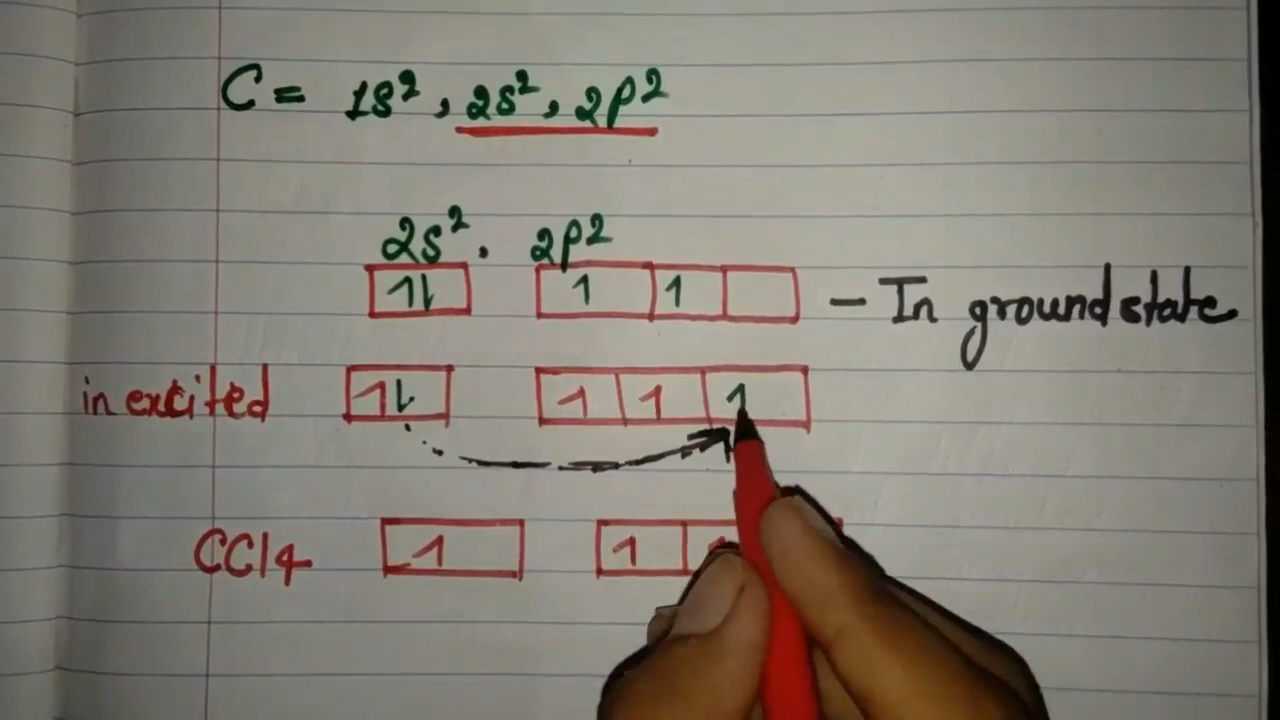 C = 1s², 2s², 2p²
2s². 2p²
1⇂ 1 1 – In ground state
in excited 1⇂ 1 1 1
CCl4 1 1 1